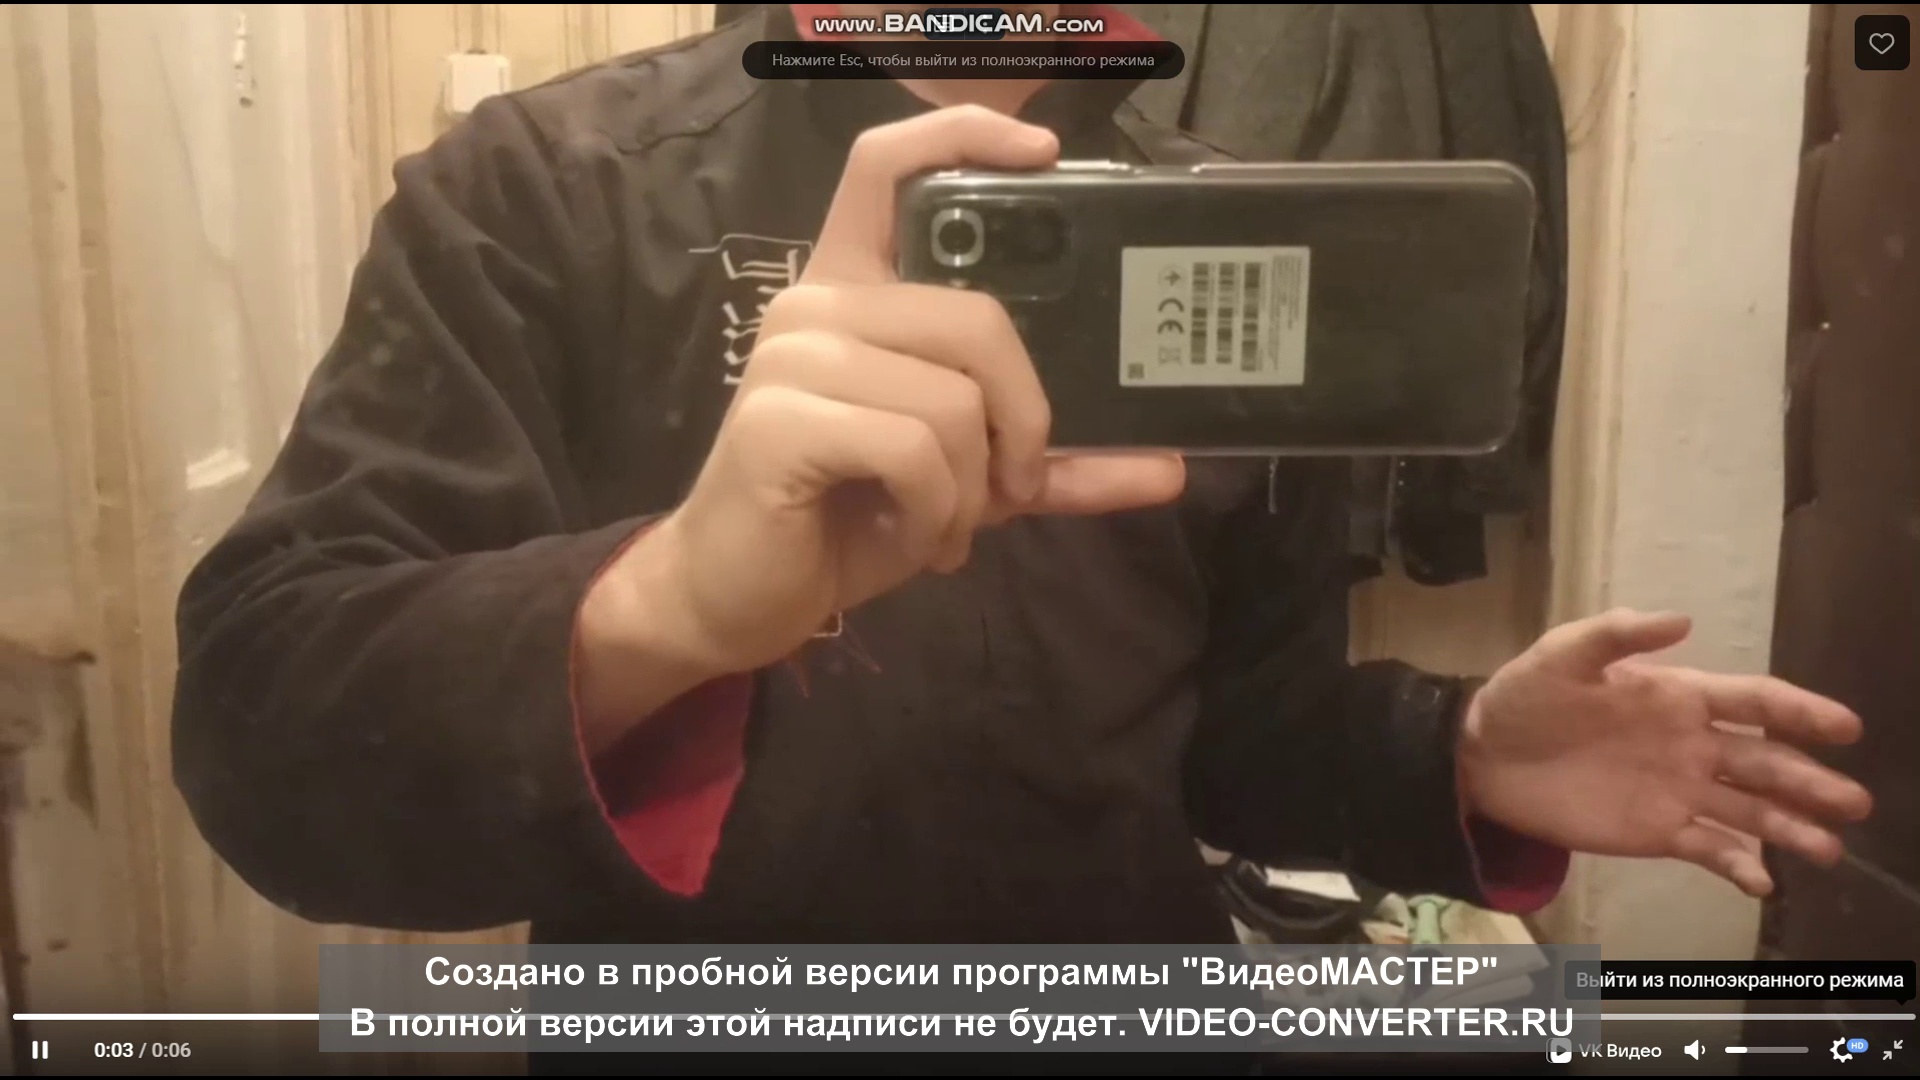 WWW.BANDICAM.COM
Нажмите Esc, чтобы выйти из полноэкранного режима
CE
Создано в пробной версии программы "ВидеоМАСТЕР"
Выйти из полноэкранного режима
В полной версии этой надписи не будет. VIDEO-CONVERTER.RU
0:03 / 0:06
VK Видео
HD